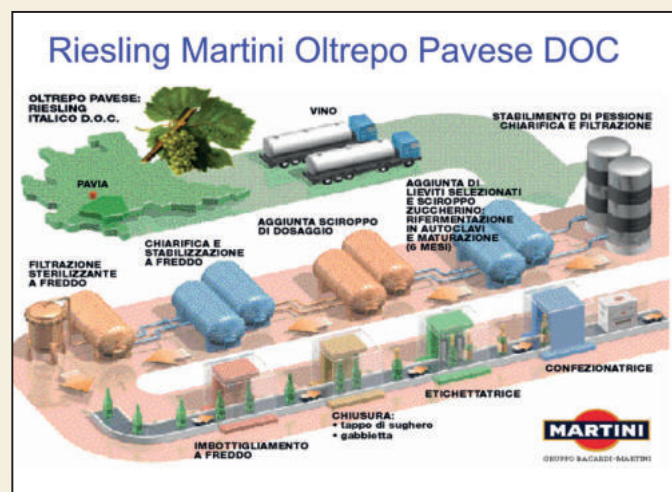 Riesling Martini Oltrepo Pavese DOC
OLTREPO PAVESE:
RIESLING
ITALICO D.O.C.
PAVIA
VINO
STABILIMENTO DI PESSIONE
CHIARIFICA E FILTRAZIONE
AGGIUNTA DI
LIEVITI SELEZIONATI
E SCIROPPO
ZUCCHERINO;
RIFERMENTAZIONE
IN AUTOCLAVI
E MATURAZIONE
(6 MESI)
AGGIUNTA SCIROPPO
DI DOSAGGIO
CHIARIFICA E
STABILIZZAZIONE
A FREDDO
FILTRAZIONE
STERILIZZANTE
A FREDDO
IMBOTTIGLIAMENTO
A FREDDO
CHIUSURA:
• tappo di sughero
• gabbietta
ETICHETTATRICE
CONFEZIONATRICE
MARTINI
GRUPPO BACARDI-MARTINI